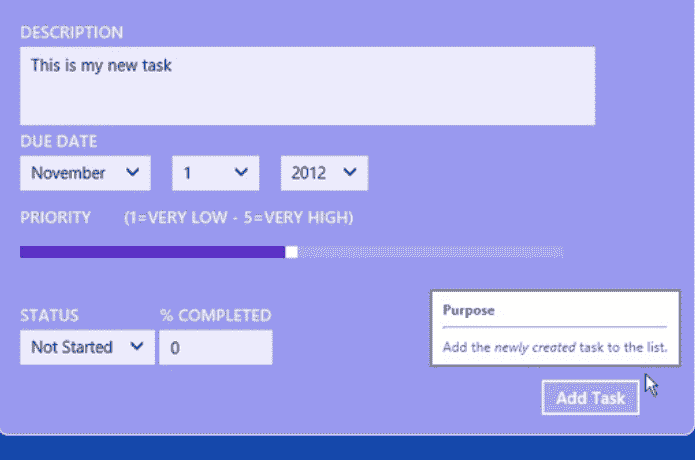 DESCRIPTION
This is my new task
DUE DATE
November 1 2012
PRIORITY (1=VERY LOW - 5=VERY HIGH)
STATUS % COMPLETED
Not Started 0
Purpose
Add the newly created task to the list.
Add Task